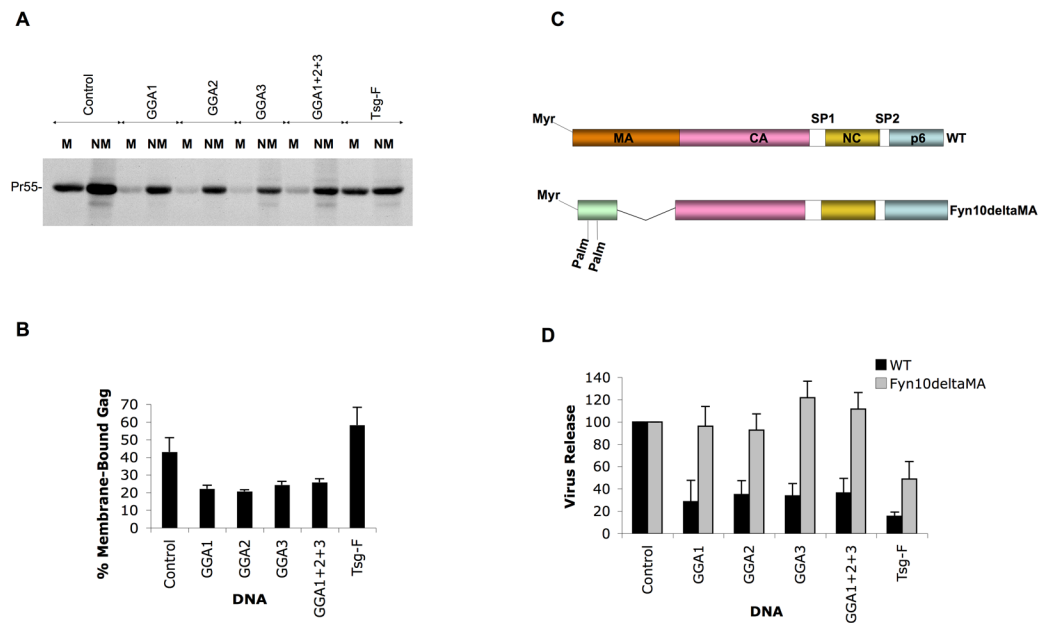 A
Control
GGA1
GGA2
GGA3
GGA1+2+3
Tsg-F
M NM M NM M NM M NM M NM M NM
Pr55-
B
% Membrane-Bound Gag
70
60
50
40
30
20
10
0
Control
GGA1
GGA2
GGA3
GGA1+2+3
Tsg-F
DNA
C
Myr
SP1
SP2
MA
CA
NC
p6
WT
Myr
Fyn10deltaMA
Palm
Palm
D
WT
Fyn10deltaMA
Virus Release
140
120
100
80
60
40
20
0
Control
GGA1
GGA2
GGA3
GGA1+2+3
Tsg-F
DNA